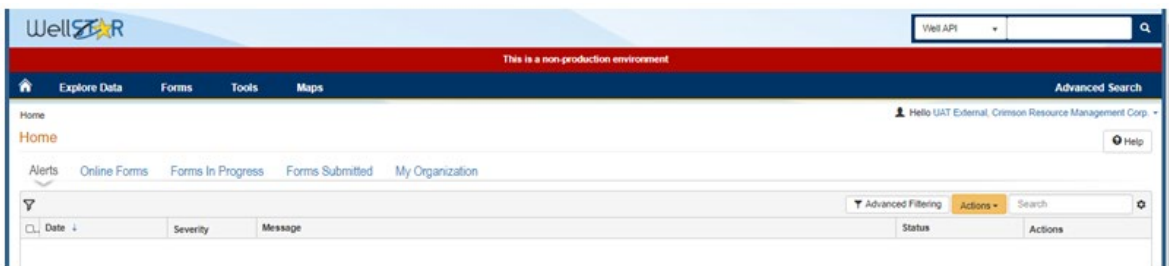 WellSTAR
Well API
This is a non-production environment
Explore Data Forms Tools Maps Advanced Search
Home Hello UAT External, Crimson Resource Management Corp.
Home Help
Alerts Online Forms Forms In Progress Forms Submitted My Organization
Advanced Filtering Actions Search
Date Severity Message Status Actions